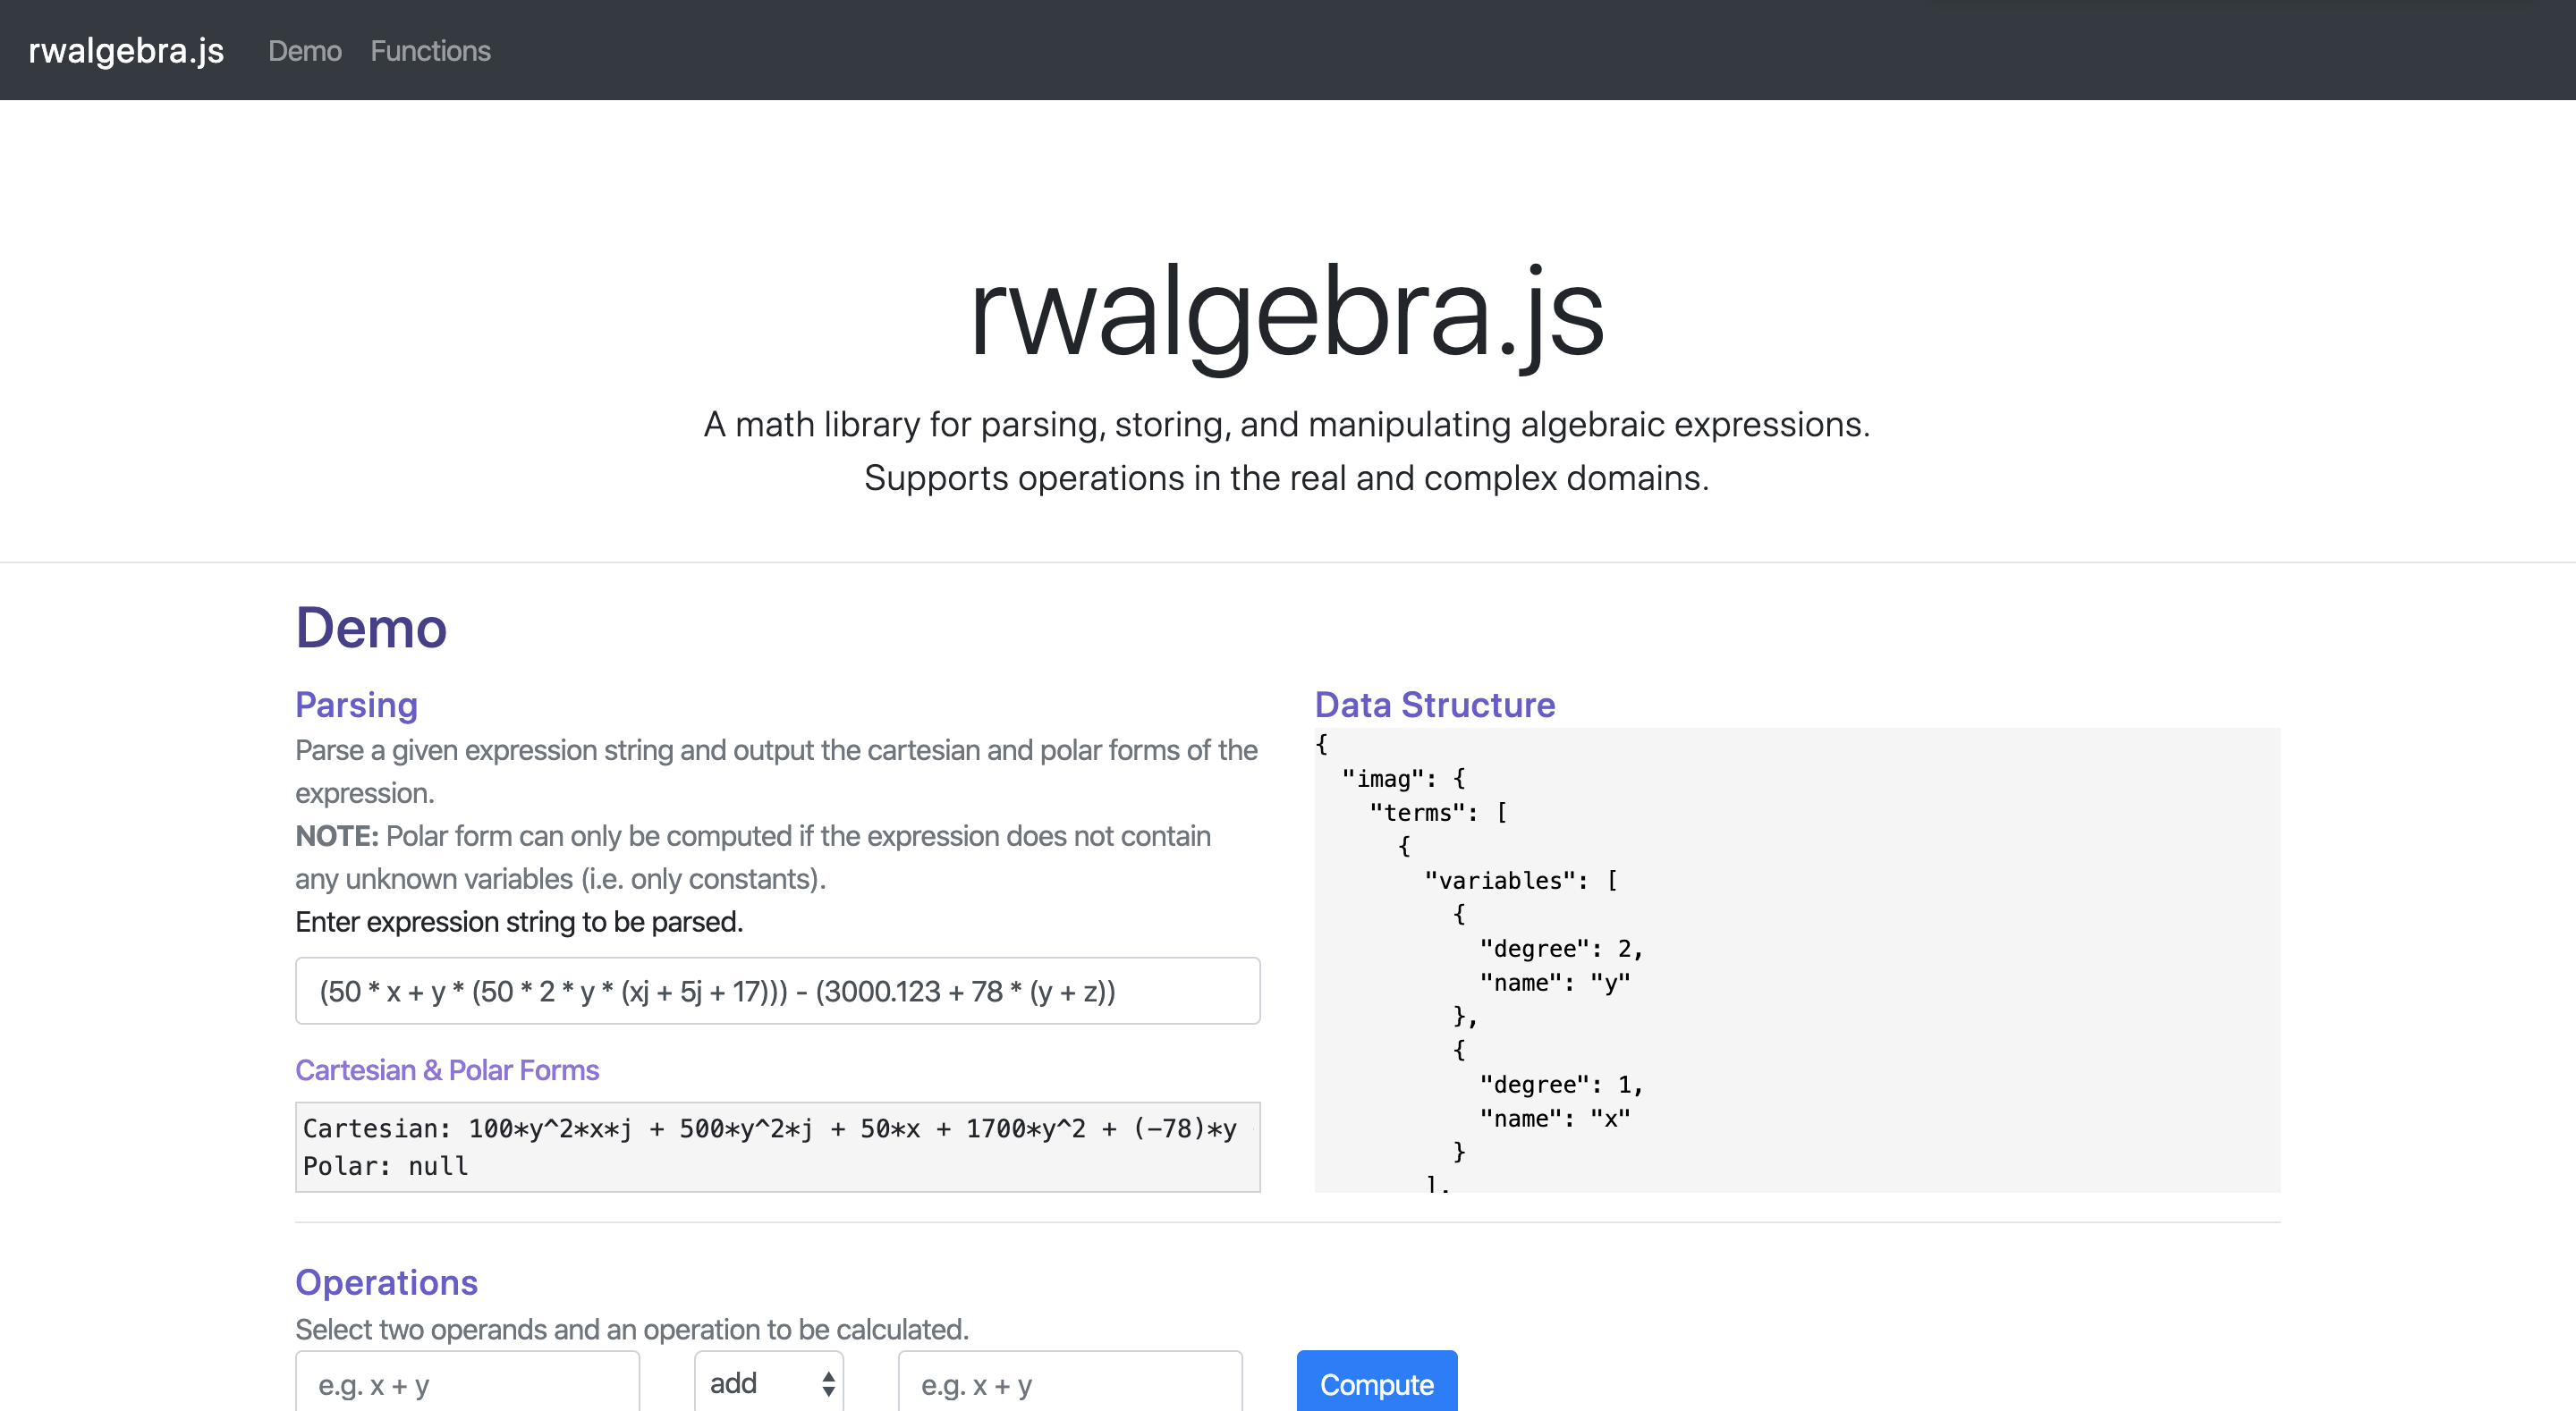 rwalgebra.js Demo Functions
rwalgebra.js
A math library for parsing, storing, and manipulating algebraic expressions.
Supports operations in the real and complex domains.
Demo
Parsing
Parse a given expression string and output the cartesian and polar forms of the
expression.
NOTE: Polar form can only be computed if the expression does not contain
any unknown variables (i.e. only constants).
Enter expression string to be parsed.
(50 * x + y * (50 * 2 * y * (xj + 5j + 17))) - (3000.123 + 78 * (y + z))
Cartesian & Polar Forms
Cartesian: 100*y^2*x*j + 500*y^2*j + 50*x + 1700*y^2 + (-78)*y
Polar: null
Data Structure
{
"imag": {
"terms": [
{
"variables": [
{
"degree": 2,
"name": "y"
},
{
"degree": 1,
"name": "x"
}
],
Operations
Select two operands and an operation to be calculated.
e.g. x + y add e.g. x + y Compute